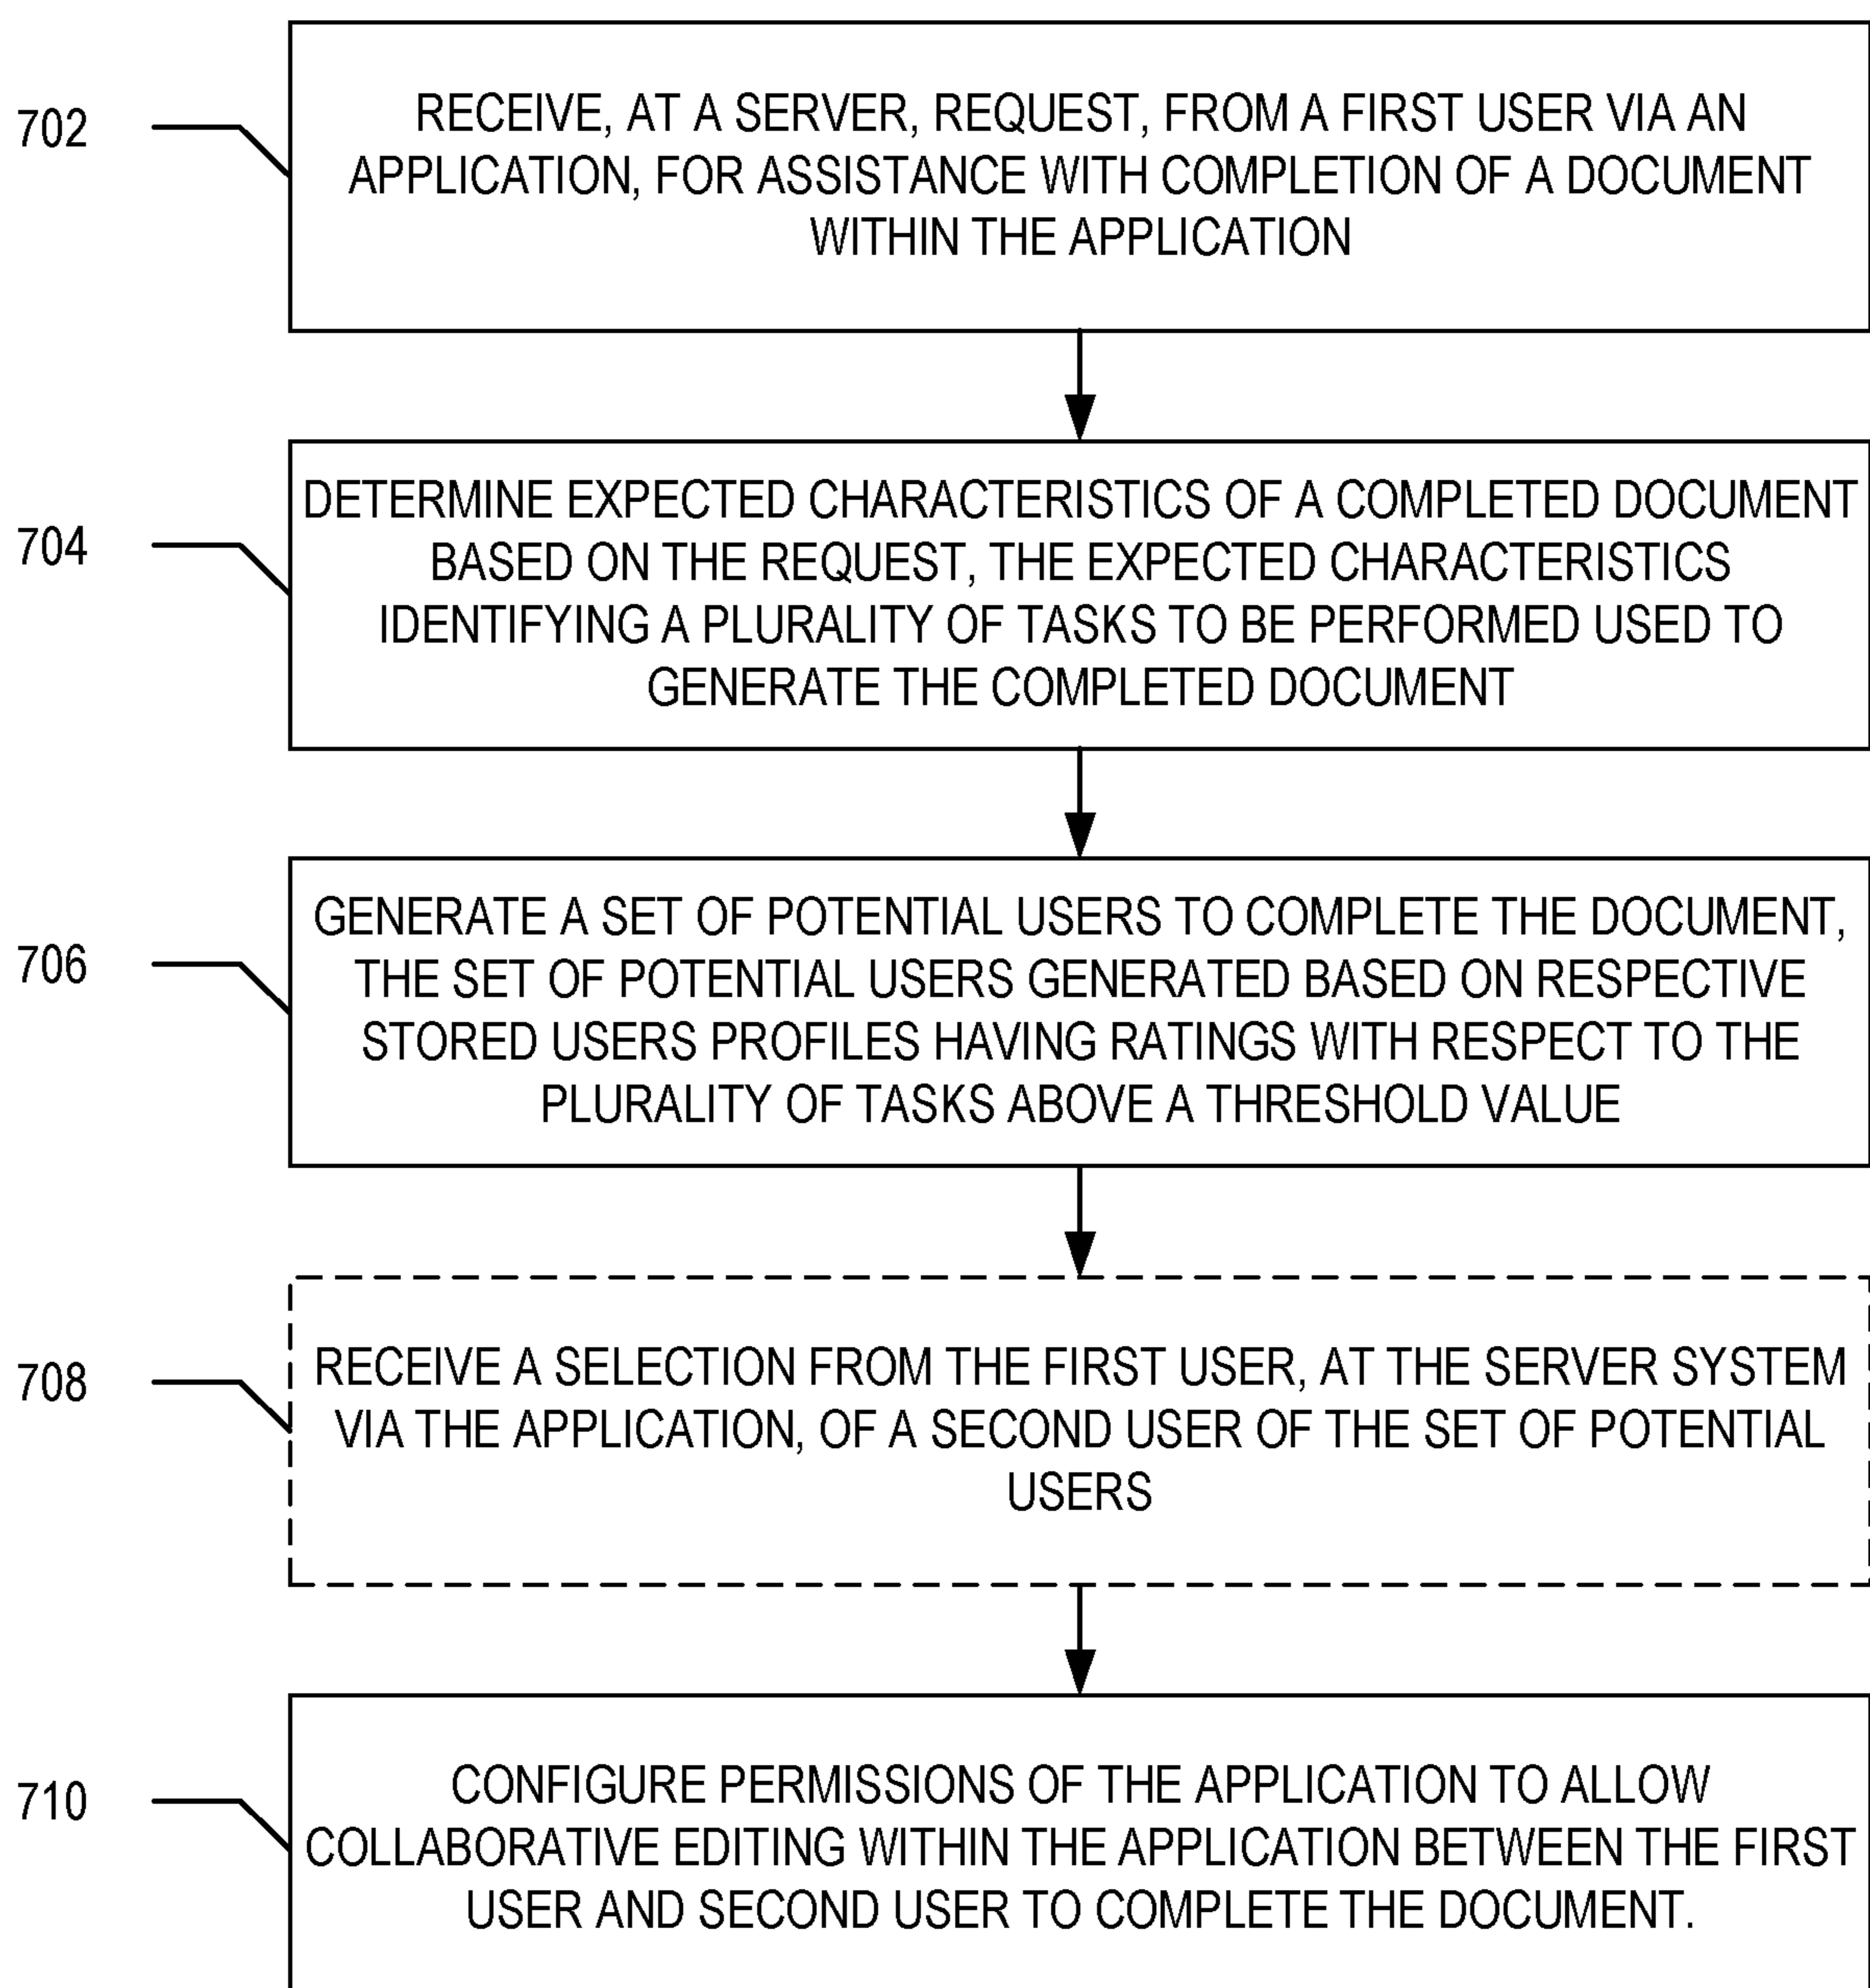 702
RECEIVE, AT A SERVER, REQUEST, FROM A FIRST USER VIA AN
APPLICATION, FOR ASSISTANCE WITH COMPLETION OF A DOCUMENT
WITHIN THE APPLICATION
704
DETERMINE EXPECTED CHARACTERISTICS OF A COMPLETED DOCUMENT
BASED ON THE REQUEST, THE EXPECTED CHARACTERISTICS
IDENTIFYING A PLURALITY OF TASKS TO BE PERFORMED USED TO
GENERATE THE COMPLETED DOCUMENT
706
GENERATE A SET OF POTENTIAL USERS TO COMPLETE THE DOCUMENT,
THE SET OF POTENTIAL USERS GENERATED BASED ON RESPECTIVE
STORED USERS PROFILES HAVING RATINGS WITH RESPECT TO THE
PLURALITY OF TASKS ABOVE A THRESHOLD VALUE
708
RECEIVE A SELECTION FROM THE FIRST USER, AT THE SERVER SYSTEM
VIA THE APPLICATION, OF A SECOND USER OF THE SET OF POTENTIAL
USERS
710
CONFIGURE PERMISSIONS OF THE APPLICATION TO ALLOW
COLLABORATIVE EDITING WITHIN THE APPLICATION BETWEEN THE FIRST
USER AND SECOND USER TO COMPLETE THE DOCUMENT.